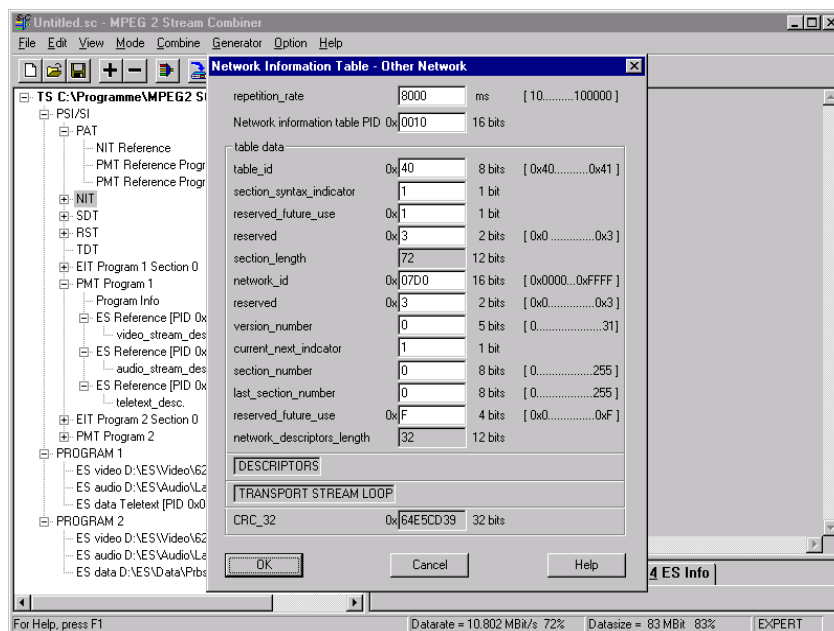 Untitled.sc - MPEG 2 Stream Combiner
File Edit View Mode Combine Generator Option Help
Network Information Table - Other Network
TS C:\Programme\MPEG2 S
PSI/SI
PAT
NIT Reference
PMT Reference Progr
PMT Reference Progr
NIT
SDT
RST
TDT
EIT Program 1 Section 0
PMT Program 1
Program Info
ES Reference [PID 0x
video_stream_des
ES Reference [PID 0x
audio_stream_des
ES Reference [PID 0x
teletext_desc.
EIT Program 2 Section 0
PMT Program 2
PROGRAM 1
ES video D:\ES\Video\62
ES audio D:\ES\Audio\La
ES data Teletext [PID 0x0
PROGRAM 2
ES video D:\ES\Video\62
ES audio D:\ES\Audio\La
ES data D:\ES\Data\Prbs
repetition_rate 8000 ms [ 10..........100000 ]
Network information table PID 0x 0010 16 bits
table data
table_id 0x 40 8 bits [ 0x40...........0x41 ]
section_syntax_indicator 1 1 bit
reserved_future_use 0x 1 1 bit
reserved 0x 3 2 bits [ 0x0 ..............0x3 ]
section_length 72 12 bits
network_id 0x 07D0 16 bits [ 0x0000...0xFFFF ]
reserved 0x 3 2 bits [ 0x0..............0x3 ]
version_number 0 5 bits [ 0....................31]
current_next_indcator 1 1 bit
section_number 0 8 bits [ 0..................255 ]
last_section_number 0 8 bits [ 0..................255 ]
reserved_future_use 0x F 4 bits [ 0x0..............0xF ]
network_descriptors_length 32 12 bits
DESCRIPTORS
TRANSPORT STREAM LOOP
CRC_32 0x 64E5CD39 32 bits
OK Cancel Help
4 ES Info
For Help, press F1 Datarate = 10.802 MBit/s 72% Datasize = 83 MBit 83% EXPERT